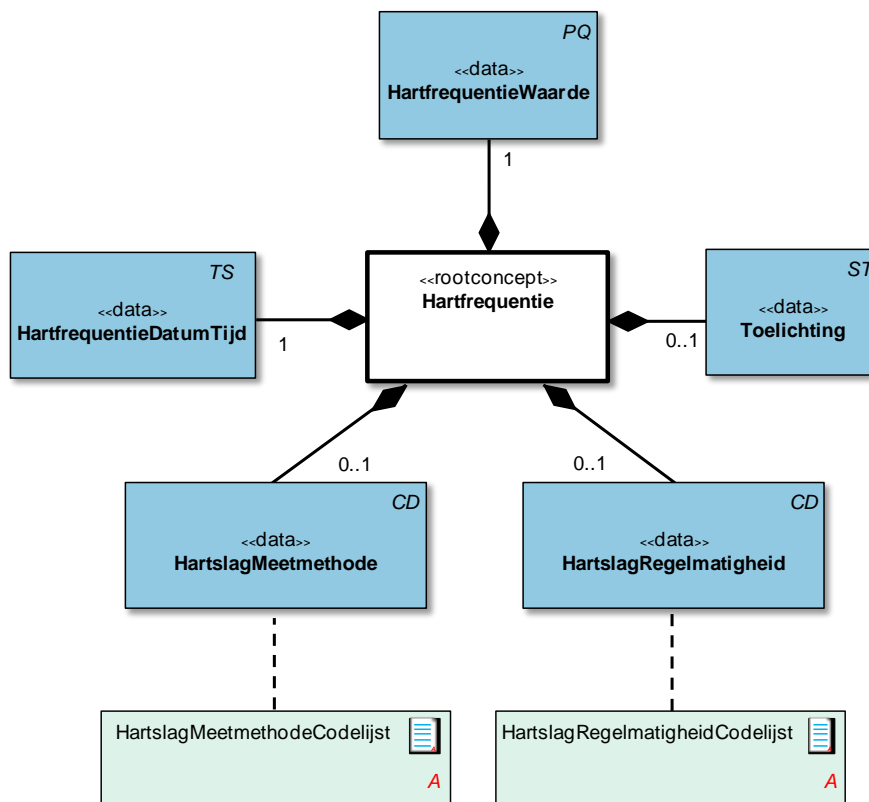 PQ
<<data>>
HartfrequentieWaarde
1
TS
<<data>>
HartfrequentieDatumTijd
1
<<rootconcept>>
Hartfrequentie
ST
<<data>>
Toelichting
0..1
0..1
0..1
CD
<<data>>
HartslagMeetmethode
CD
<<data>>
HartslagRegelmatigheid
HartslagMeetmethodeCodelijst
A
HartslagRegelmatigheidCodelijst
A